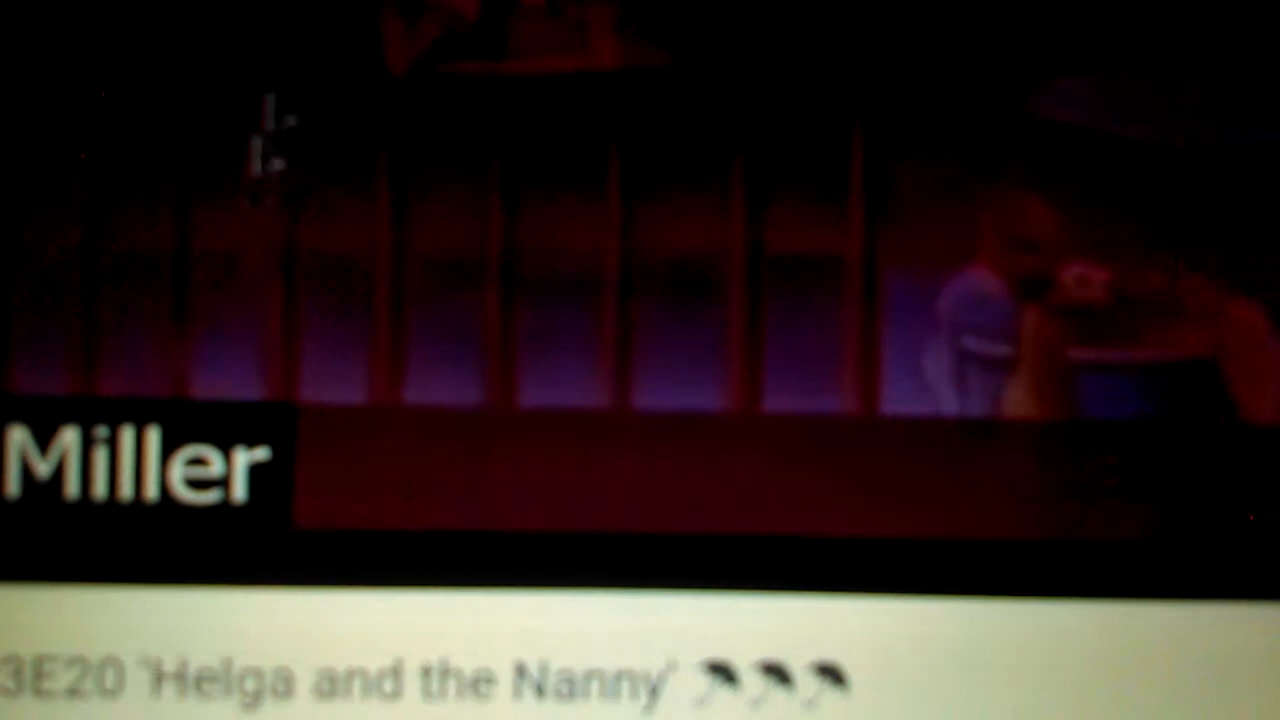 Miller
3E20 'Helga and the Nanny' 🌂🌂🌂